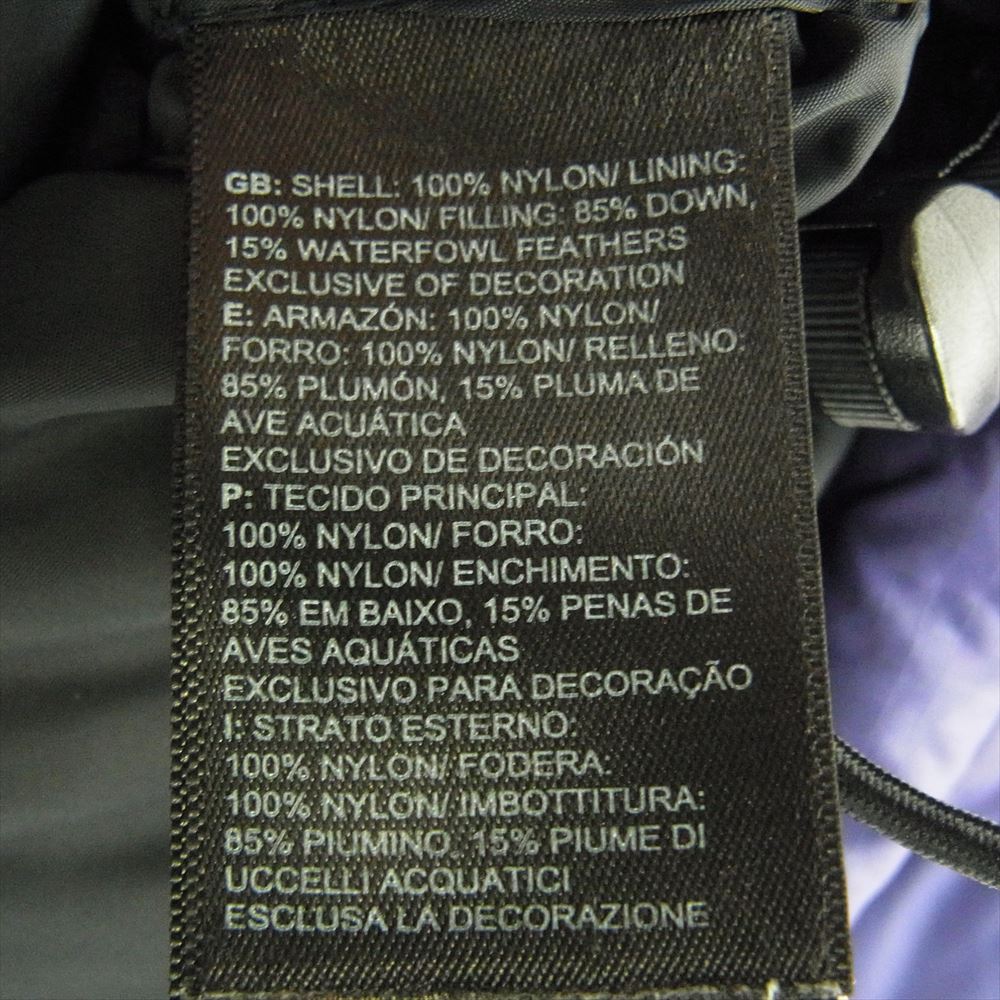 GB: SHELL: 100% NYLON/ LINING:
100% NYLON/ FILLING: 85% DOWN,
15% WATERFOWL FEATHERS
EXCLUSIVE OF DECORATION
E: ARMAZÓN: 100% NYLON/
FORRO: 100% NYLON/ RELLENO:
85% PLUMÓN, 15% PLUMA DE
AVE ACUÁTICA
EXCLUSIVO DE DECORACIÓN
P: TECIDO PRINCIPAL:
100% NYLON/ FORRO:
100% NYLON/ ENCHIMENTO:
85% EM BAIXO, 15% PENAS DE
AVES AQUÁTICAS
EXCLUSIVO PARA DECORAÇÃO
I: STRATO ESTERNO:
100% NYLON/ FODERA:
100% NYLON/ IMBOTTITURA:
85% PIUMINO, 15% PIUME DI
UCCELLI ACQUATICI
ESCLUSA LA DECORAZIONE